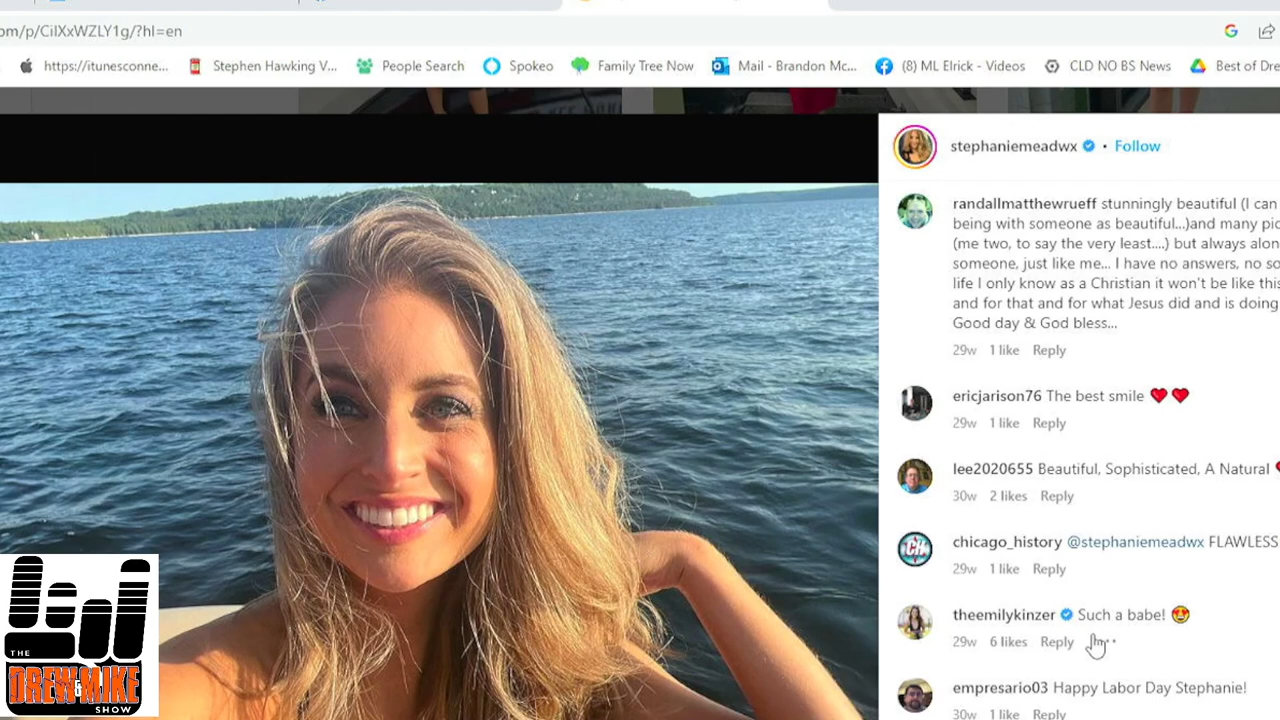 om/p/CiIXxWZLY1g/?hl=en
https://itunesconne... Stephen Hawking V... People Search Spokeo Family Tree Now Mail - Brandon Mc... (8) ML Elrick - Videos CLD NO BS News Best of Dre
stephaniemeadwx • Follow
randallmatthewrueff stunningly beautiful (I can
being with someone as beautiful...)and many pic
(me two, to say the very least....) but always alon
someone, just like me... I have no answers, no so
life I only know as a Christian it won't be like this
and for that and for what Jesus did and is doing
Good day & God bless...
29w 1 like Reply
ericjarison76 The best smile ❤️❤️
29w 1 like Reply
lee2020655 Beautiful, Sophisticated, A Natural
30w 2 likes Reply
chicago_history @stephaniemeadwx FLAWLESS
29w 1 like Reply
theemilykinzer Such a babe! 😍
29w 6 likes Reply
empresario03 Happy Labor Day Stephanie!
30w 1 like Reply
THE
DREW & MIKE
SHOW